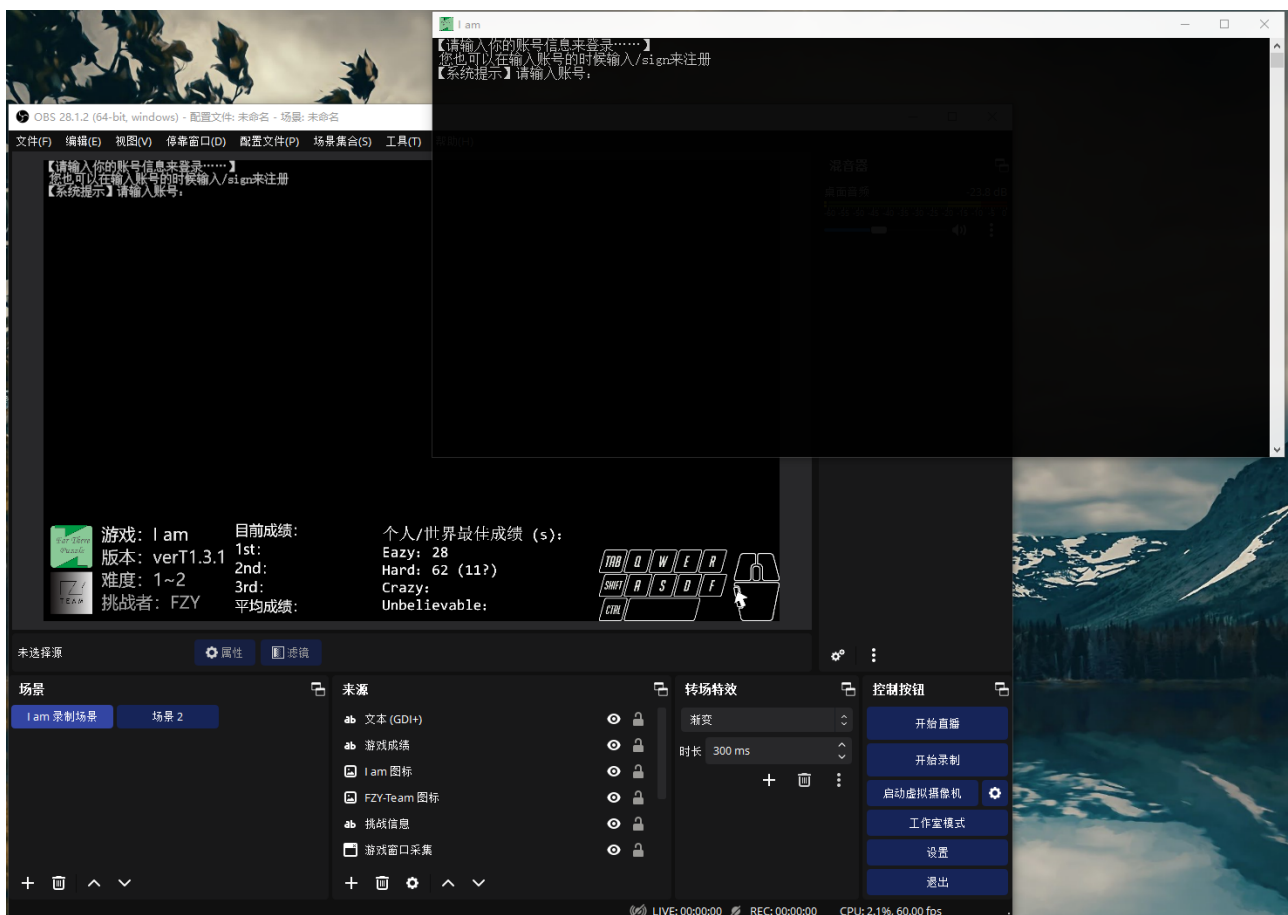 I am
【请输入你的账号信息来登录……】
您也可以在输入账号的时候输入/sign来注册
【系统提示】请输入账号:
OBS 28.1.2 (64-bit, windows) - 配置文件: 未命名 - 场景: 未命名
文件(F) 编辑(E) 视图(V) 停靠窗口(D) 配置文件(P) 场景集合(S) 工具(T) 帮助(H)
【请输入你的账号信息来登录……】
您也可以在输入账号的时候输入/sign来注册
【系统提示】请输入账号:
混音器
桌面音频
Ear Three
Puzzle
游戏: I am
版本: verT1.3.1
难度: 1~2
挑战者: FZY
TEAM
目前成绩:
1st:
2nd:
3rd:
平均成绩:
个人/世界最佳成绩 (s):
Eazy: 28
Hard: 62 (11?)
Crazy:
Unbelievable:
TAB Q W E R
SHIFT A S D F
CTRL
未选择源 属性 滤镜
场景
I am 录制场景 场景 2
来源
ab 文本 (GDI+)
ab 游戏成绩
I am 图标
FZY-Team 图标
ab 挑战信息
游戏窗口采集
转场特效
渐变
时长 300 ms
控制按钮
开始直播
开始录制
启动虚拟摄像机
工作室模式
设置
退出
LIVE: 00:00:00 REC: 00:00:00 CPU: 2.1%, 60.00 fps